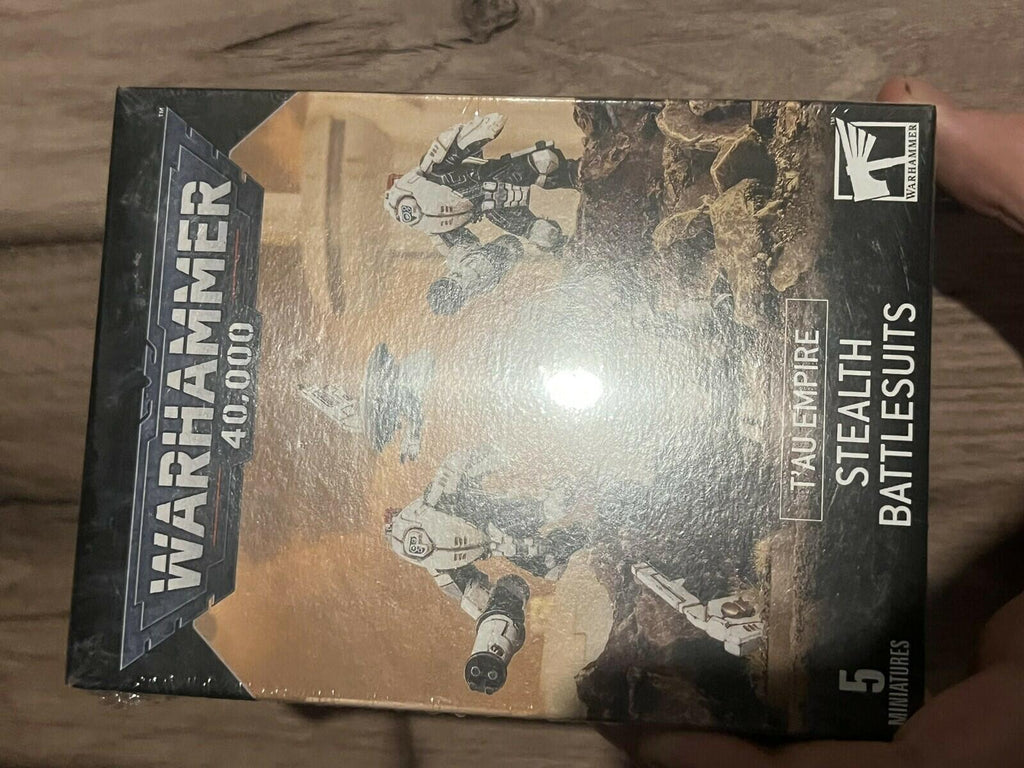 WARHAMMER
40,000
T'AU EMPIRE
STEALTH
BATTLESUITS
5
MINIATURES
WARHAMMER